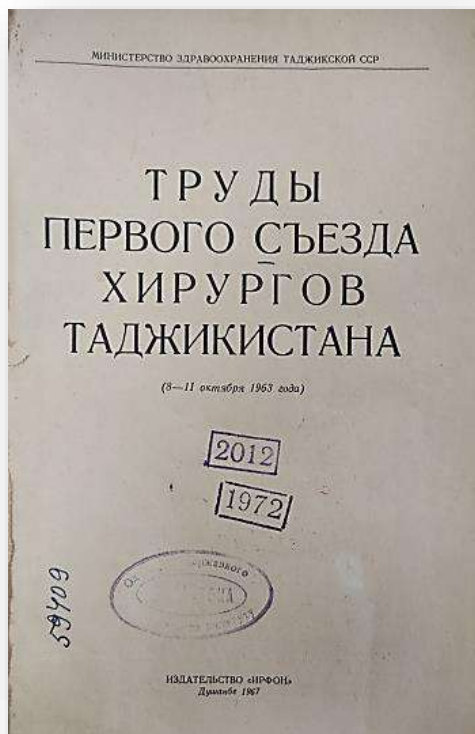 МИНИСТЕРСТВО ЗДРАВООХРАНЕНИЯ ТАДЖИКСКОЙ ССР
ТРУДЫ
ПЕРВОГО СЪЕЗДА
ХИРУРГОВ
ТАДЖИКИСТАНА
(8—11 октября 1963 года)
2012
1972
59409
ИЗДАТЕЛЬСТВО «ИРФОН»
Душанбе 1967